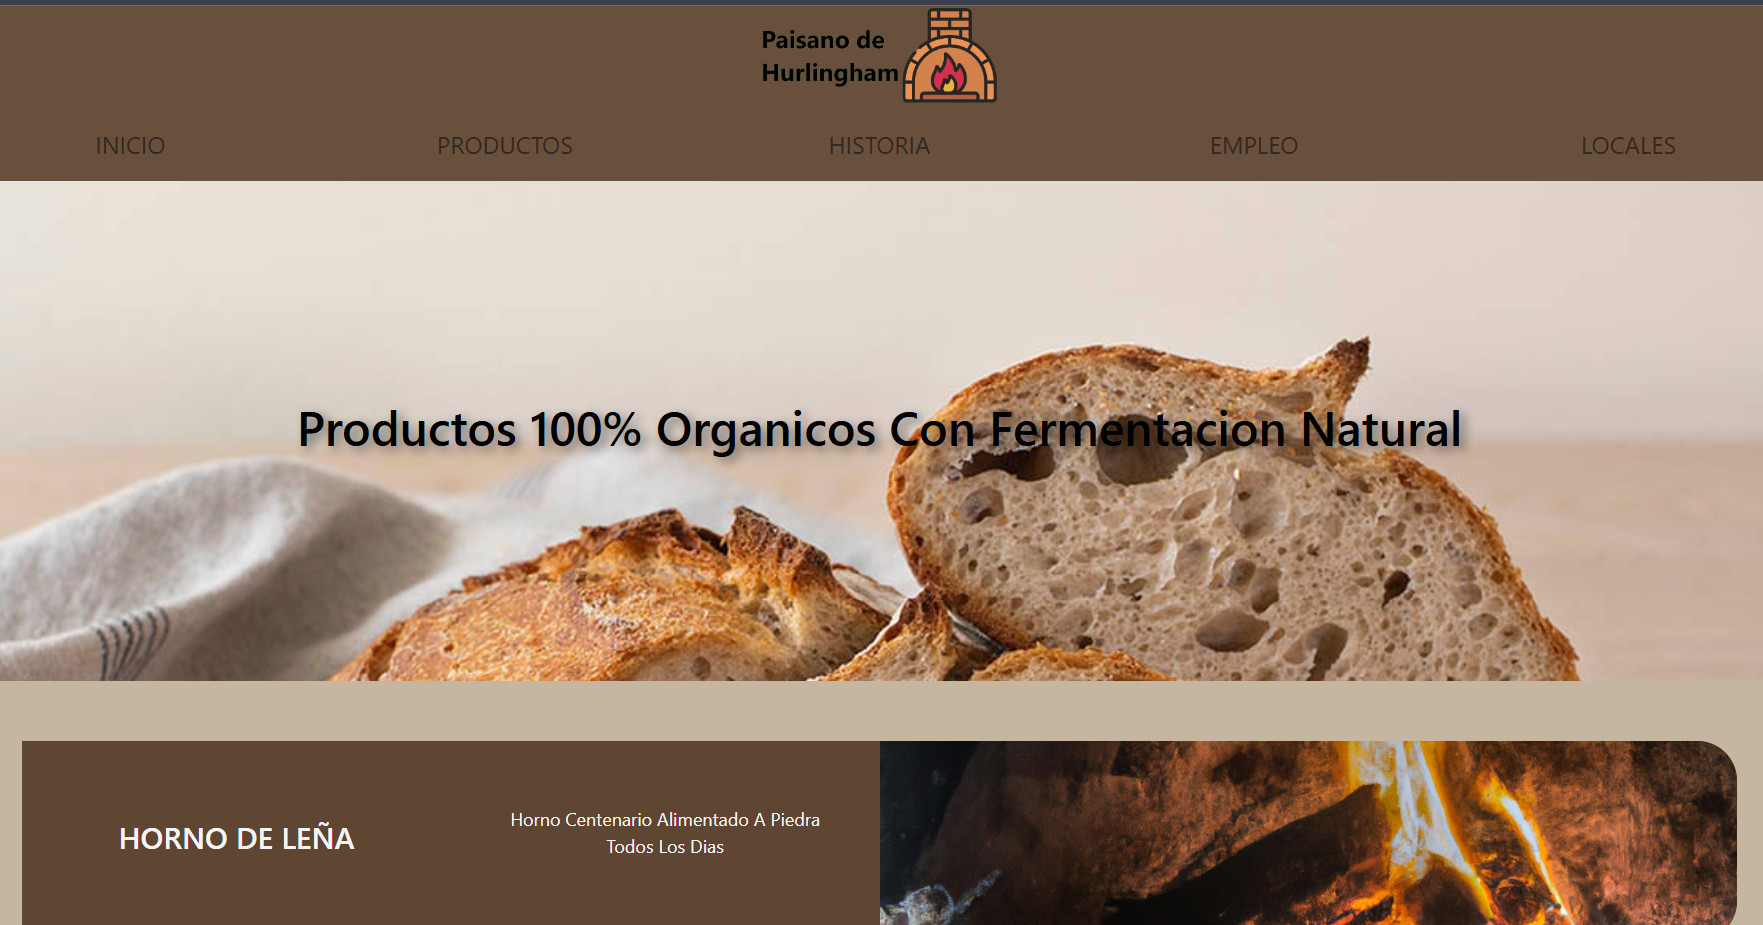 Paisano de
Hurlingham
INICIO PRODUCTOS HISTORIA EMPLEO LOCALES
Productos 100% Organicos Con Fermentacion Natural
HORNO DE LEÑA
Horno Centenario Alimentado A Piedra
Todos Los Dias